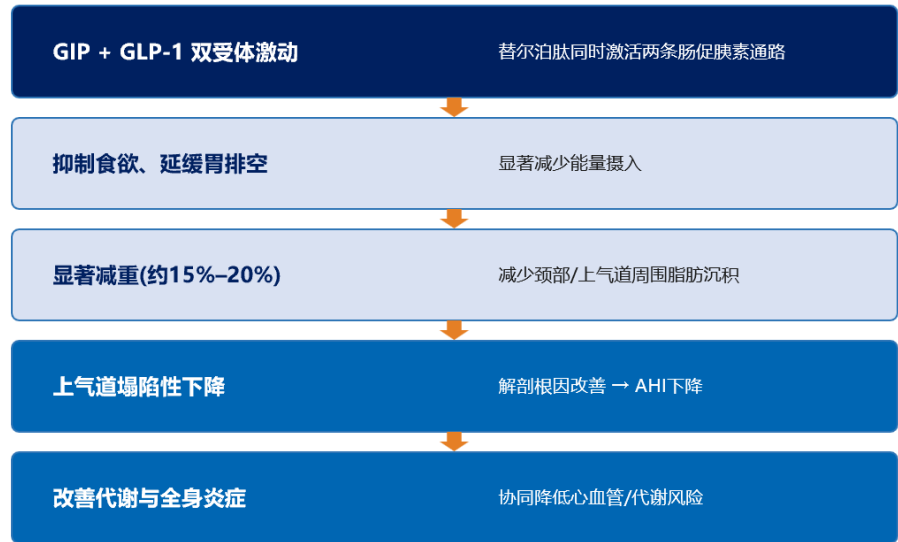 GIP + GLP-1 双受体激动
替尔泊肽同时激活两条肠促胰素通路
抑制食欲、延缓胃排空
显著减少能量摄入
显著减重(约15%–20%)
减少颈部/上气道周围脂肪沉积
上气道塌陷性下降
解剖根因改善 → AHI下降
改善代谢与全身炎症
协同降低心血管/代谢风险